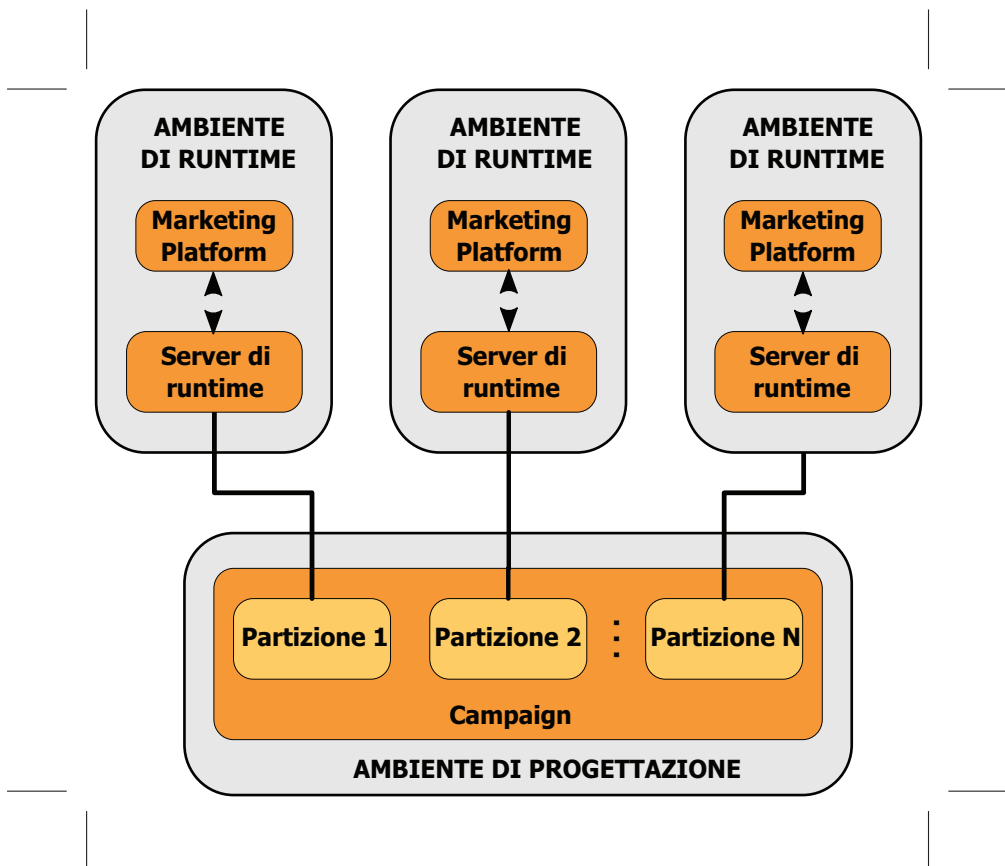 AMBIENTE
DI RUNTIME
Marketing
Platform
Server di
runtime
AMBIENTE
DI RUNTIME
Marketing
Platform
Server di
runtime
AMBIENTE
DI RUNTIME
Marketing
Platform
Server di
runtime
Partizione 1
Partizione 2
...
Partizione N
Campaign
AMBIENTE DI PROGETTAZIONE